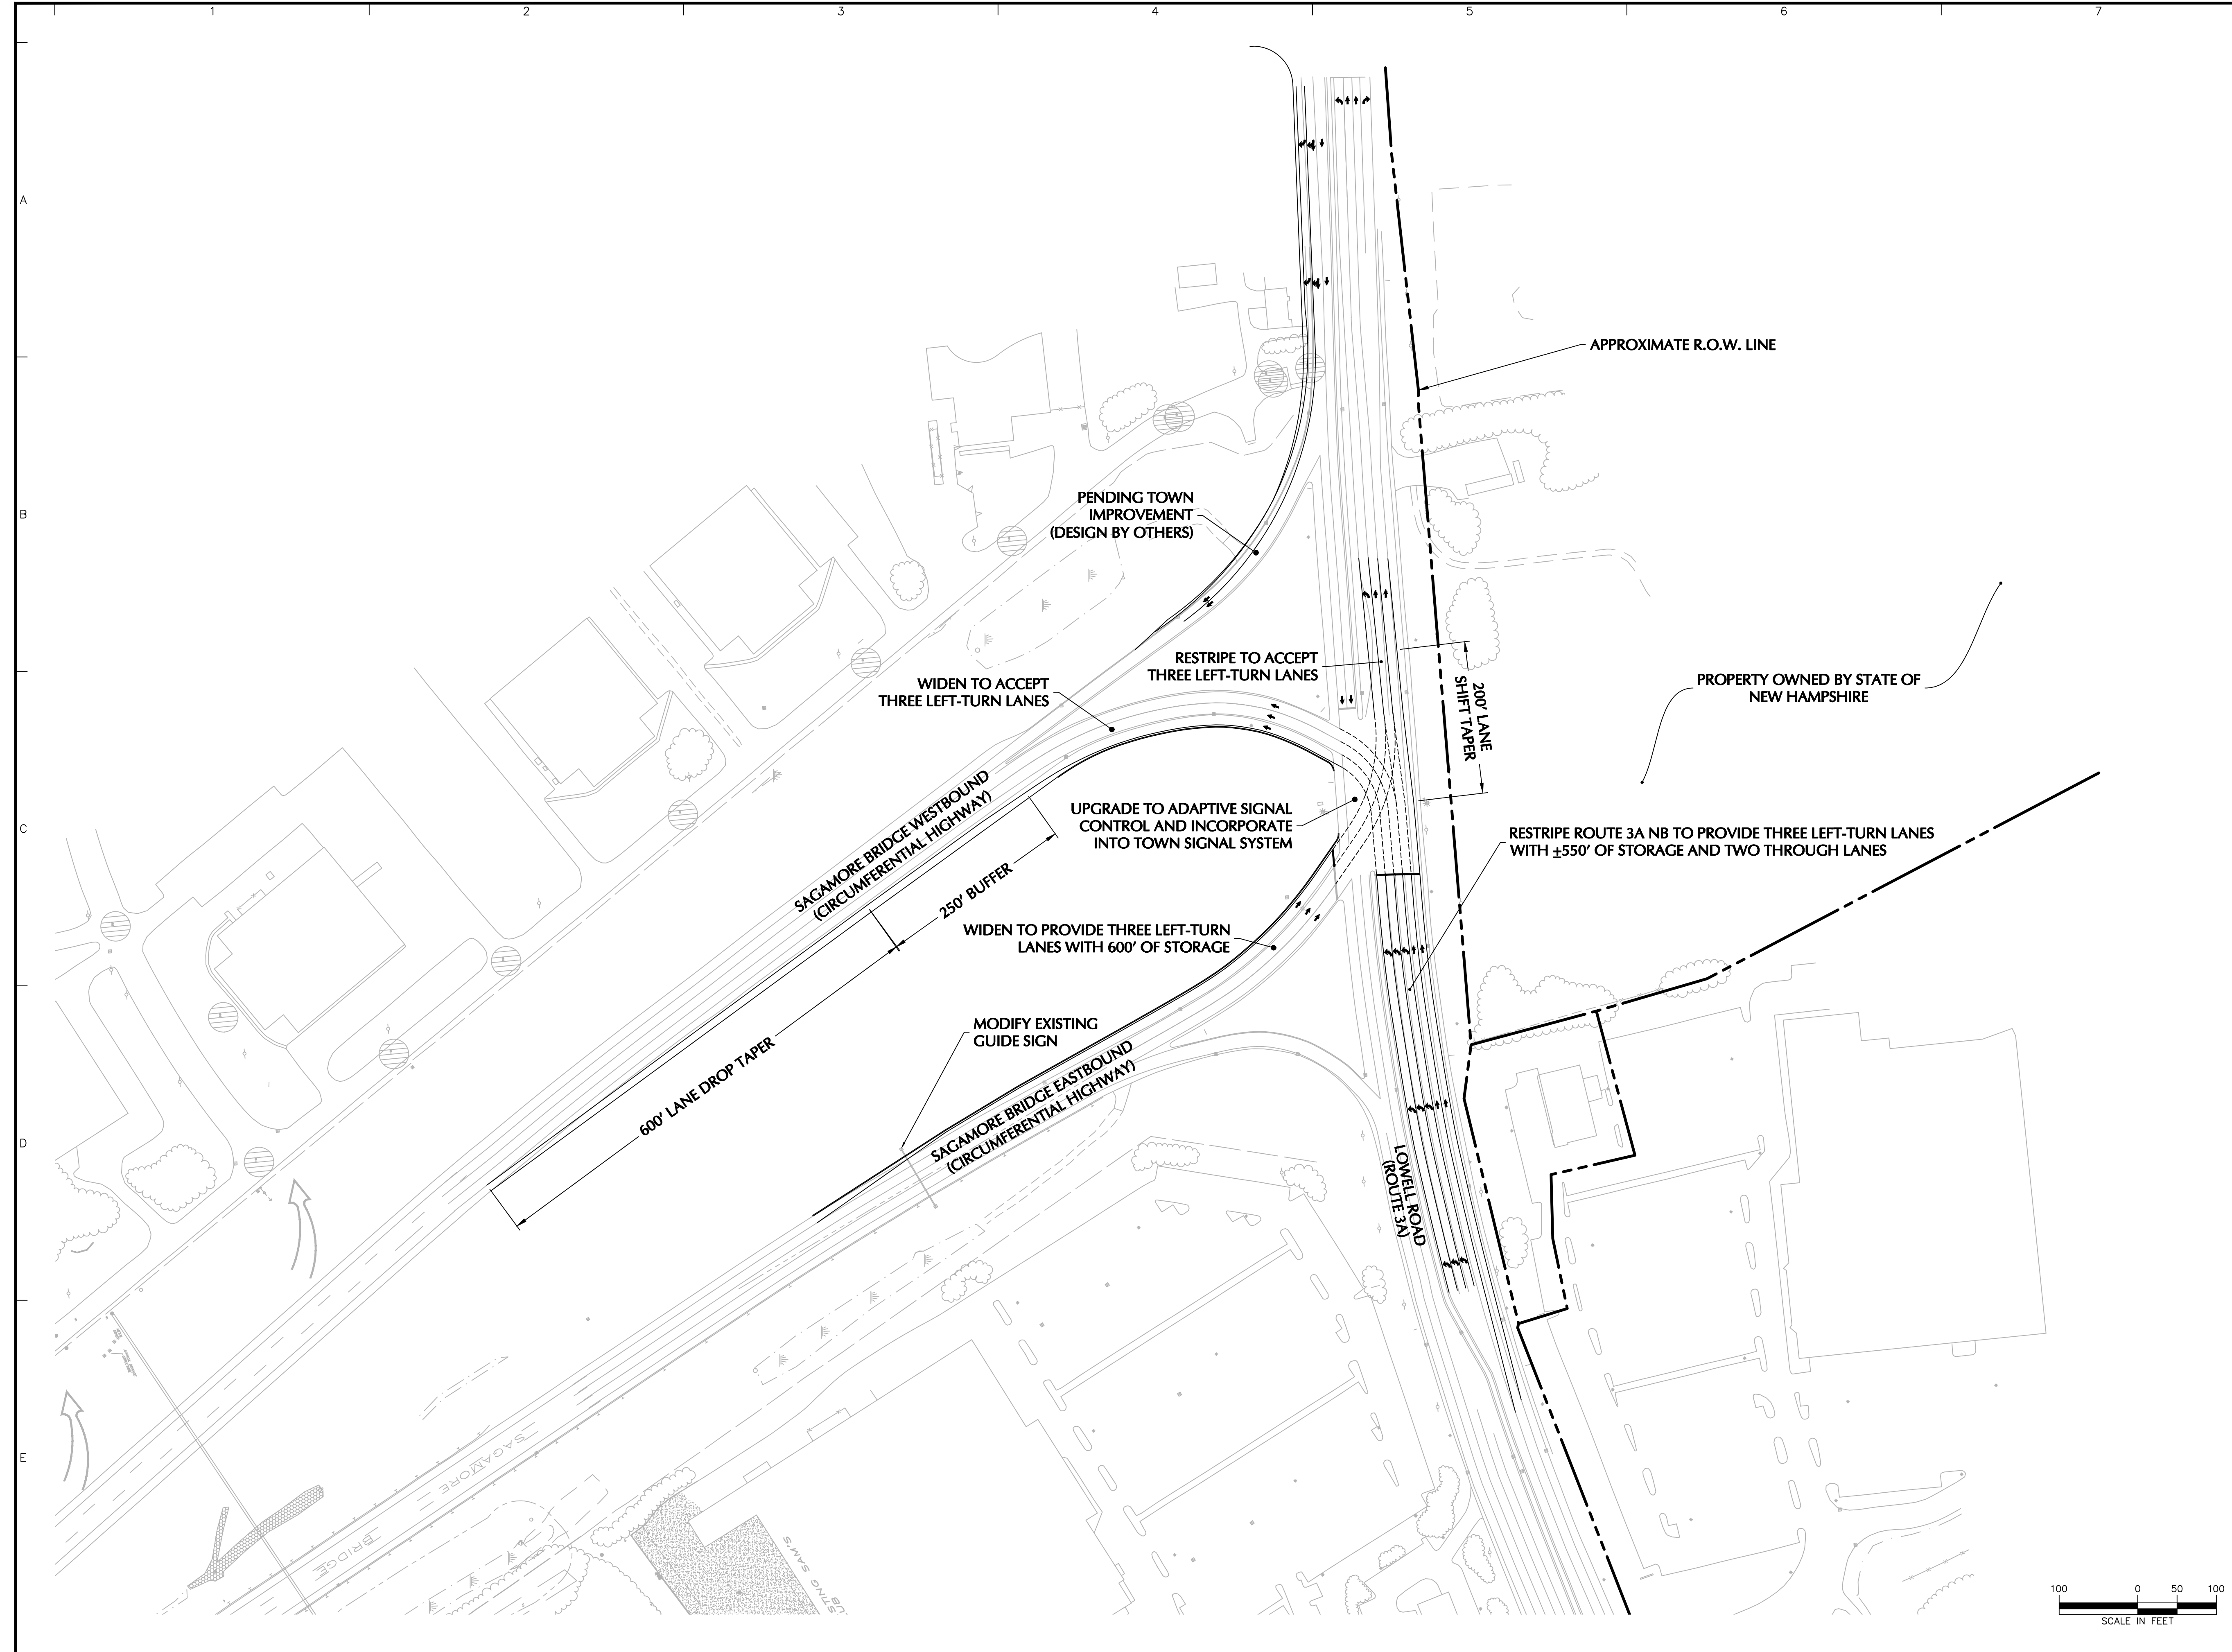 1 2 3 4 5 6 7
A
APPROXIMATE R.O.W. LINE
PENDING TOWN
IMPROVEMENT
(DESIGN BY OTHERS)
B
RESTRIPE TO ACCEPT
THREE LEFT-TURN LANES
WIDEN TO ACCEPT
THREE LEFT-TURN LANES
200' LANE
SHIFT TAPER
PROPERTY OWNED BY STATE OF
NEW HAMPSHIRE
C
SAGAMORE BRIDGE WESTBOUND
(CIRCUMFERENTIAL HIGHWAY)
UPGRADE TO ADAPTIVE SIGNAL
CONTROL AND INCORPORATE
INTO TOWN SIGNAL SYSTEM
RESTRIPE ROUTE 3A NB TO PROVIDE THREE LEFT-TURN LANES
WITH ±550' OF STORAGE AND TWO THROUGH LANES
250' BUFFER
WIDEN TO PROVIDE THREE LEFT-TURN
LANES WITH 600' OF STORAGE
MODIFY EXISTING
GUIDE SIGN
600' LANE DROP TAPER
SAGAMORE BRIDGE EASTBOUND
(CIRCUMFERENTIAL HIGHWAY)
D
LOWELL ROAD
(ROUTE 3A)
E
SAGAMORE
BRIDGE
STING SAM'S
UB
100 0 50 100
SCALE IN FEET